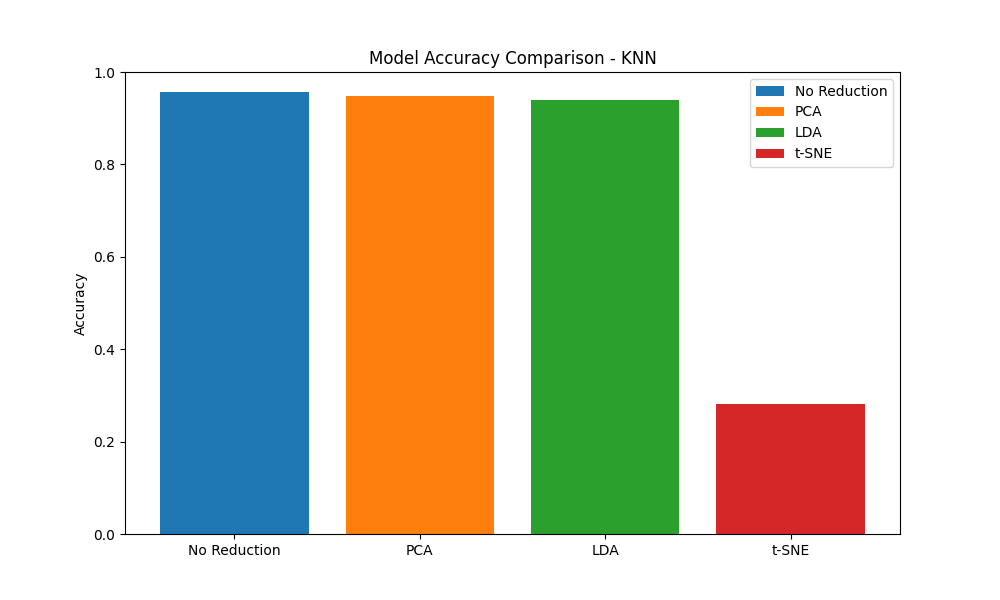 Model Accuracy Comparison - KNN
1.0
0.8
0.6
0.4
0.2
0.0
Accuracy
No Reduction
PCA
LDA
t-SNE
No Reduction
PCA
LDA
t-SNE